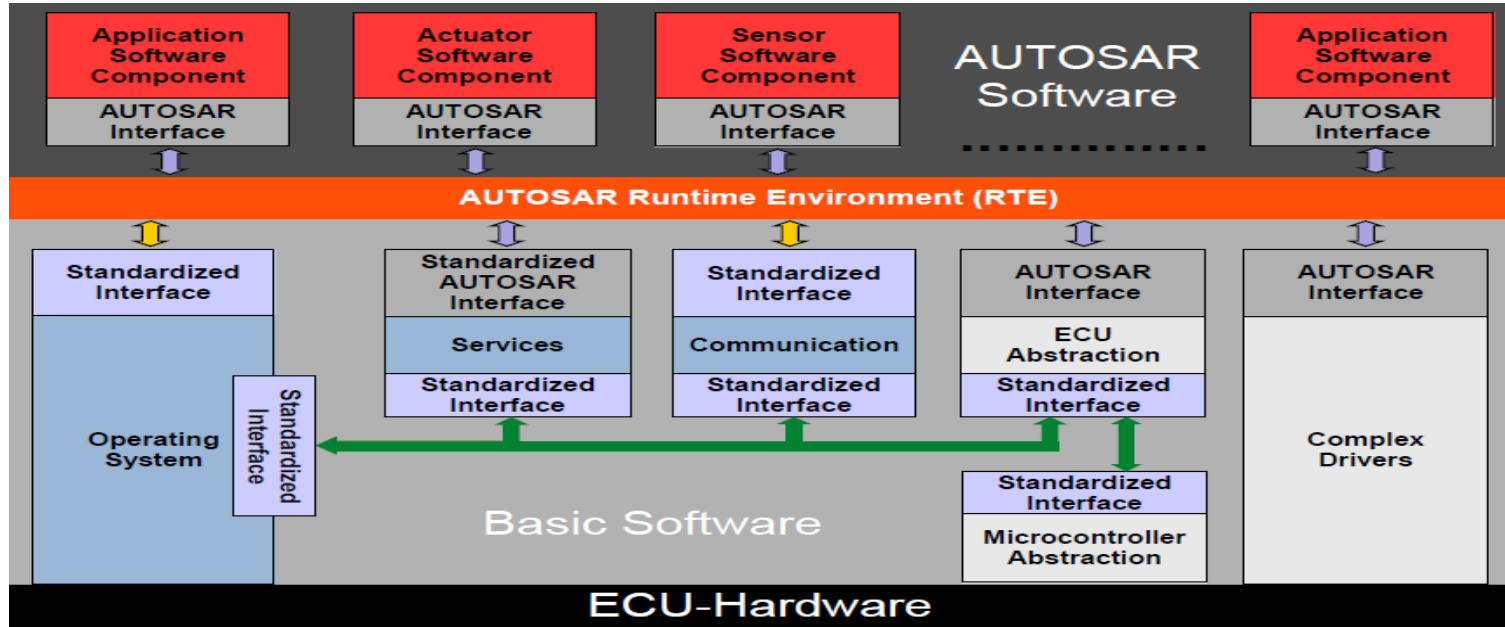 Application
Software
Component
AUTOSAR
Interface
Actuator
Software
Component
AUTOSAR
Interface
Sensor
Software
Component
AUTOSAR
Interface
AUTOSAR
Software
Application
Software
Component
AUTOSAR
Interface
AUTOSAR Runtime Environment (RTE)
Standardized
Interface
Operating
System
Standardized
Interface
Standardized
AUTOSAR
Interface
Services
Standardized
Interface
Standardized
Interface
Communication
Standardized
Interface
AUTOSAR
Interface
ECU
Abstraction
Standardized
Interface
Standardized
Interface
Microcontroller
Abstraction
AUTOSAR
Interface
Complex
Drivers
Basic Software
ECU-Hardware